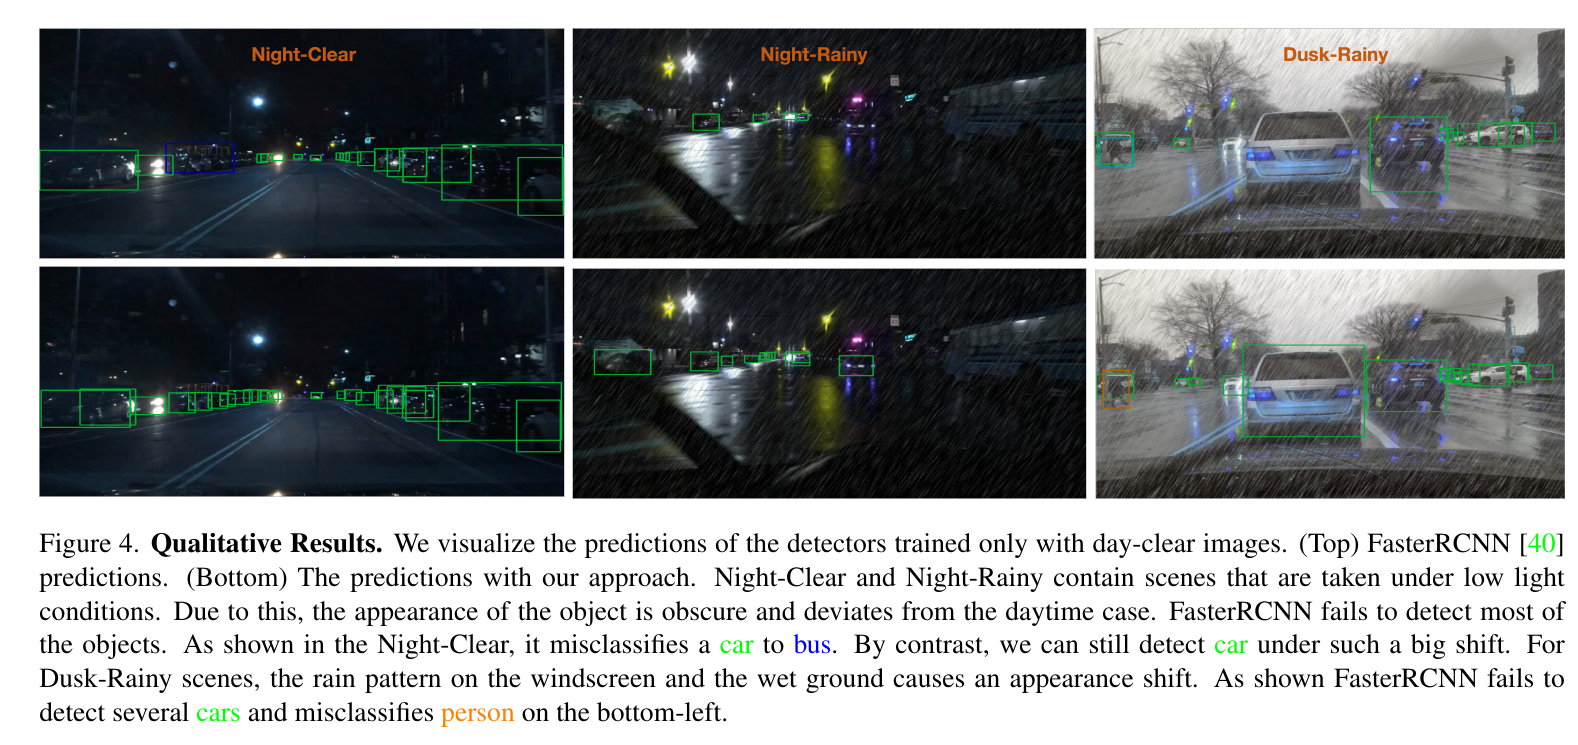 Night-Clear
Night-Rainy
Dusk-Rainy
Figure 4. Qualitative Results. We visualize the predictions of the detectors trained only with day-clear images. (Top) FasterRCNN [40]
predictions. (Bottom) The predictions with our approach. Night-Clear and Night-Rainy contain scenes that are taken under low light
conditions. Due to this, the appearance of the object is obscure and deviates from the daytime case. FasterRCNN fails to detect most of
the objects. As shown in the Night-Clear, it misclassifies a car to bus. By contrast, we can still detect car under such a big shift. For
Dusk-Rainy scenes, the rain pattern on the windscreen and the wet ground causes an appearance shift. As shown FasterRCNN fails to
detect several cars and misclassifies person on the bottom-left.